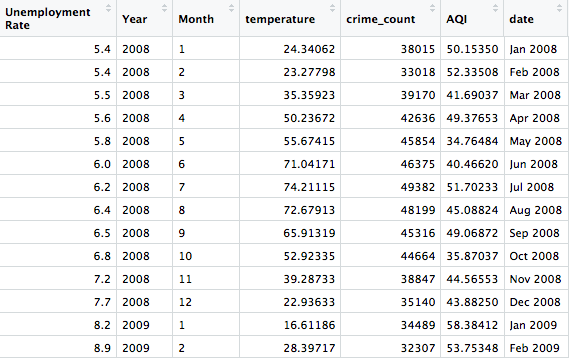 Unemployment Rate Year Month temperature crime_count AQI date
5.4 2008 1 24.34062 38015 50.15350 Jan 2008
5.4 2008 2 23.27798 33018 52.33508 Feb 2008
5.5 2008 3 35.35923 39170 41.69037 Mar 2008
5.6 2008 4 50.23672 42636 49.37653 Apr 2008
5.8 2008 5 55.67415 45854 34.76484 May 2008
6.0 2008 6 71.04171 46375 40.46620 Jun 2008
6.2 2008 7 74.21115 49382 51.70233 Jul 2008
6.4 2008 8 72.67913 48199 45.08824 Aug 2008
6.5 2008 9 65.91319 45316 49.06872 Sep 2008
6.8 2008 10 52.92335 44664 35.87037 Oct 2008
7.2 2008 11 39.28733 38847 44.56553 Nov 2008
7.7 2008 12 22.93633 35140 43.88250 Dec 2008
8.2 2009 1 16.61186 34489 58.38412 Jan 2009
8.9 2009 2 28.39717 32307 53.75348 Feb 2009